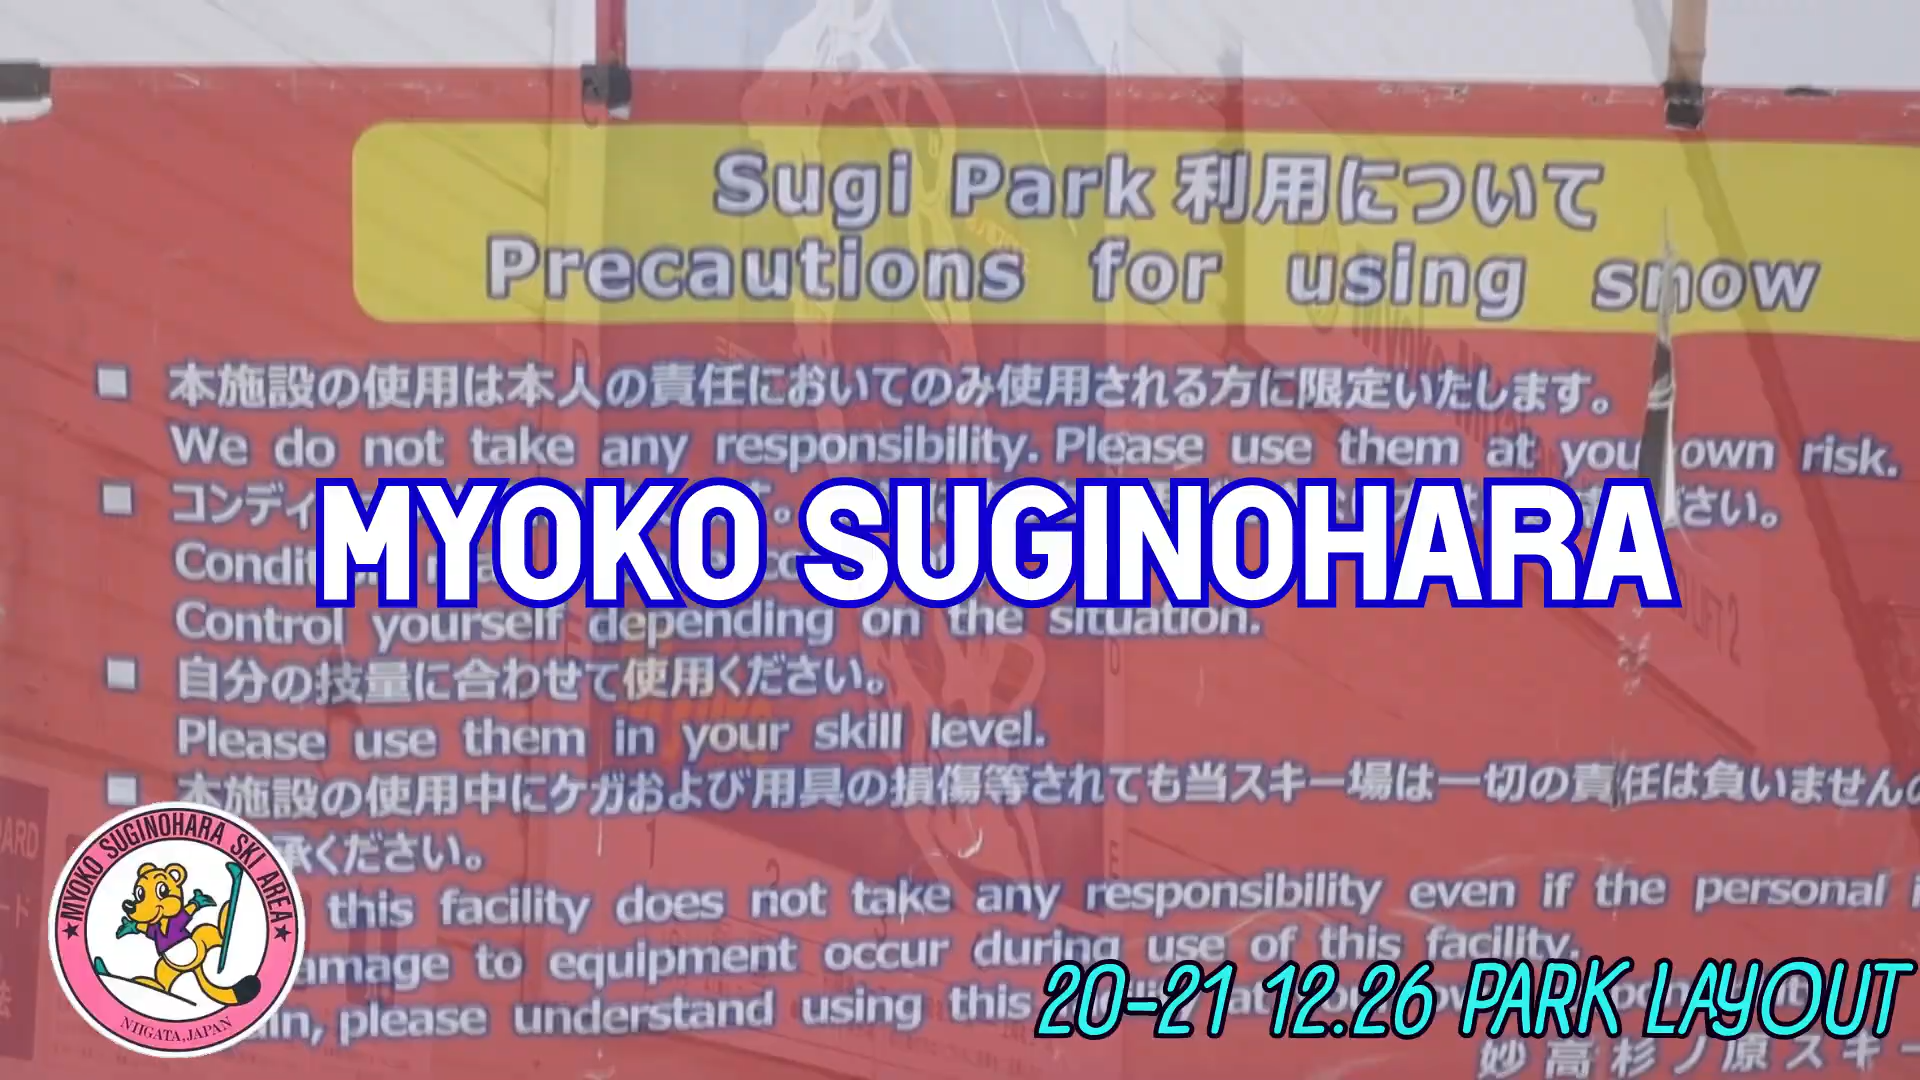 Sugi Park 利用について
Precautions for using snow
■ 本施設の使用は本人の責任においてのみ使用される方に限定いたします。
We do not take any responsibility. Please use them at your own risk.
■ コンディ
MYOKO SUGINOHARA
Control yourself depending on the situation.
■ 自分の技量に合わせて使用ください。
Please use them in your skill level.
■ 本施設の使用中にケガおよび用具の損傷等されても当スキー場は一切の責任は負いませんの
承ください。
this facility does not take any responsibility even if the personal
amage to equipment occur during use of this facility.
in, please understand using this
MYOKO SUGINOHARA SKI AREA
NIIGATA, JAPAN
20-21 12.26 PARK LAYOUT
妙高杉ノ原スキー